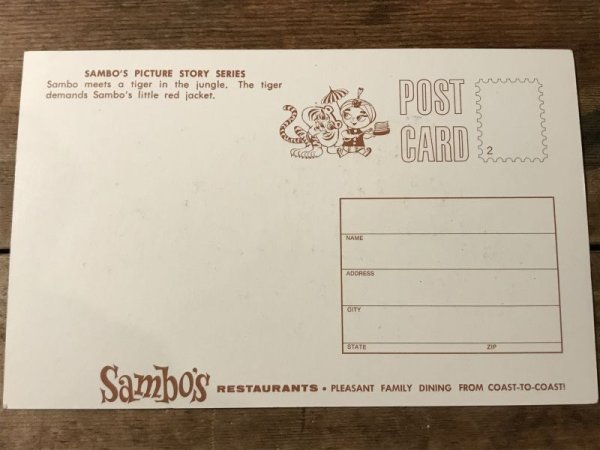 SAMBO'S PICTURE STORY SERIES
Sambo meets a tiger in the jungle. The tiger
demands Sambo's little red jacket.
POST
CARD
2
NAME
ADDRESS
CITY
STATE ZIP
Sambo's RESTAURANTS • PLEASANT FAMILY DINING FROM COAST-TO-COAST!